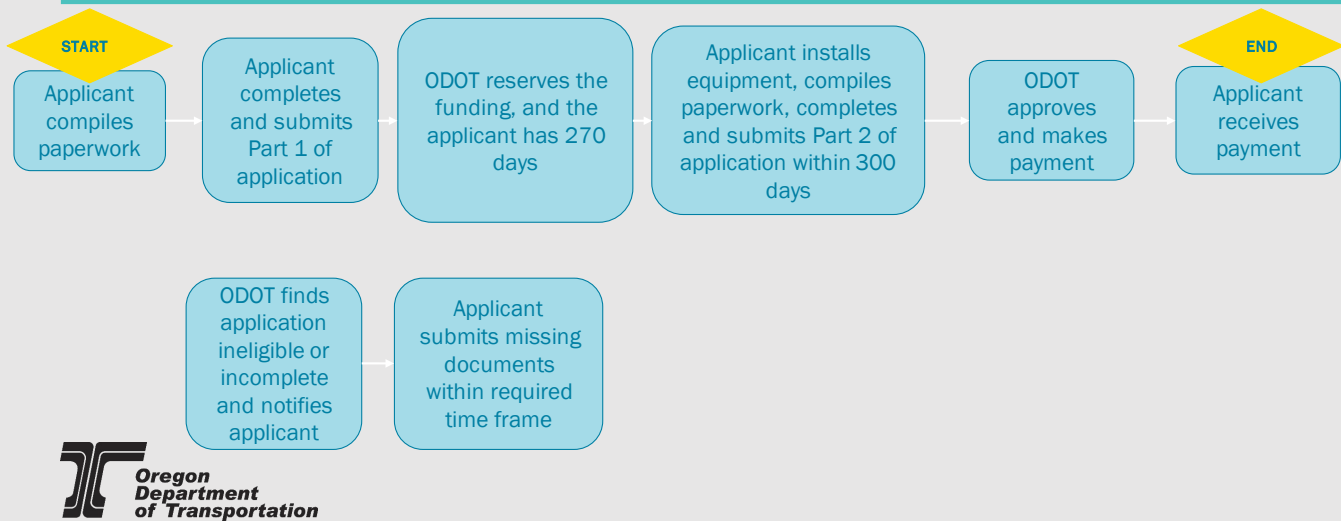 START
Applicant
compiles
paperwork
Applicant
completes
and submits
Part 1 of
application
ODOT reserves the
funding, and the
applicant has 270
days
Applicant installs
equipment, compiles
paperwork, completes
and submits Part 2 of
application within 300
days
ODOT
approves
and makes
payment
END
Applicant
receives
payment
ODOT finds
application
ineligible or
incomplete
and notifies
applicant
Applicant
submits missing
documents
within required
time frame
Oregon
Department
of Transportation